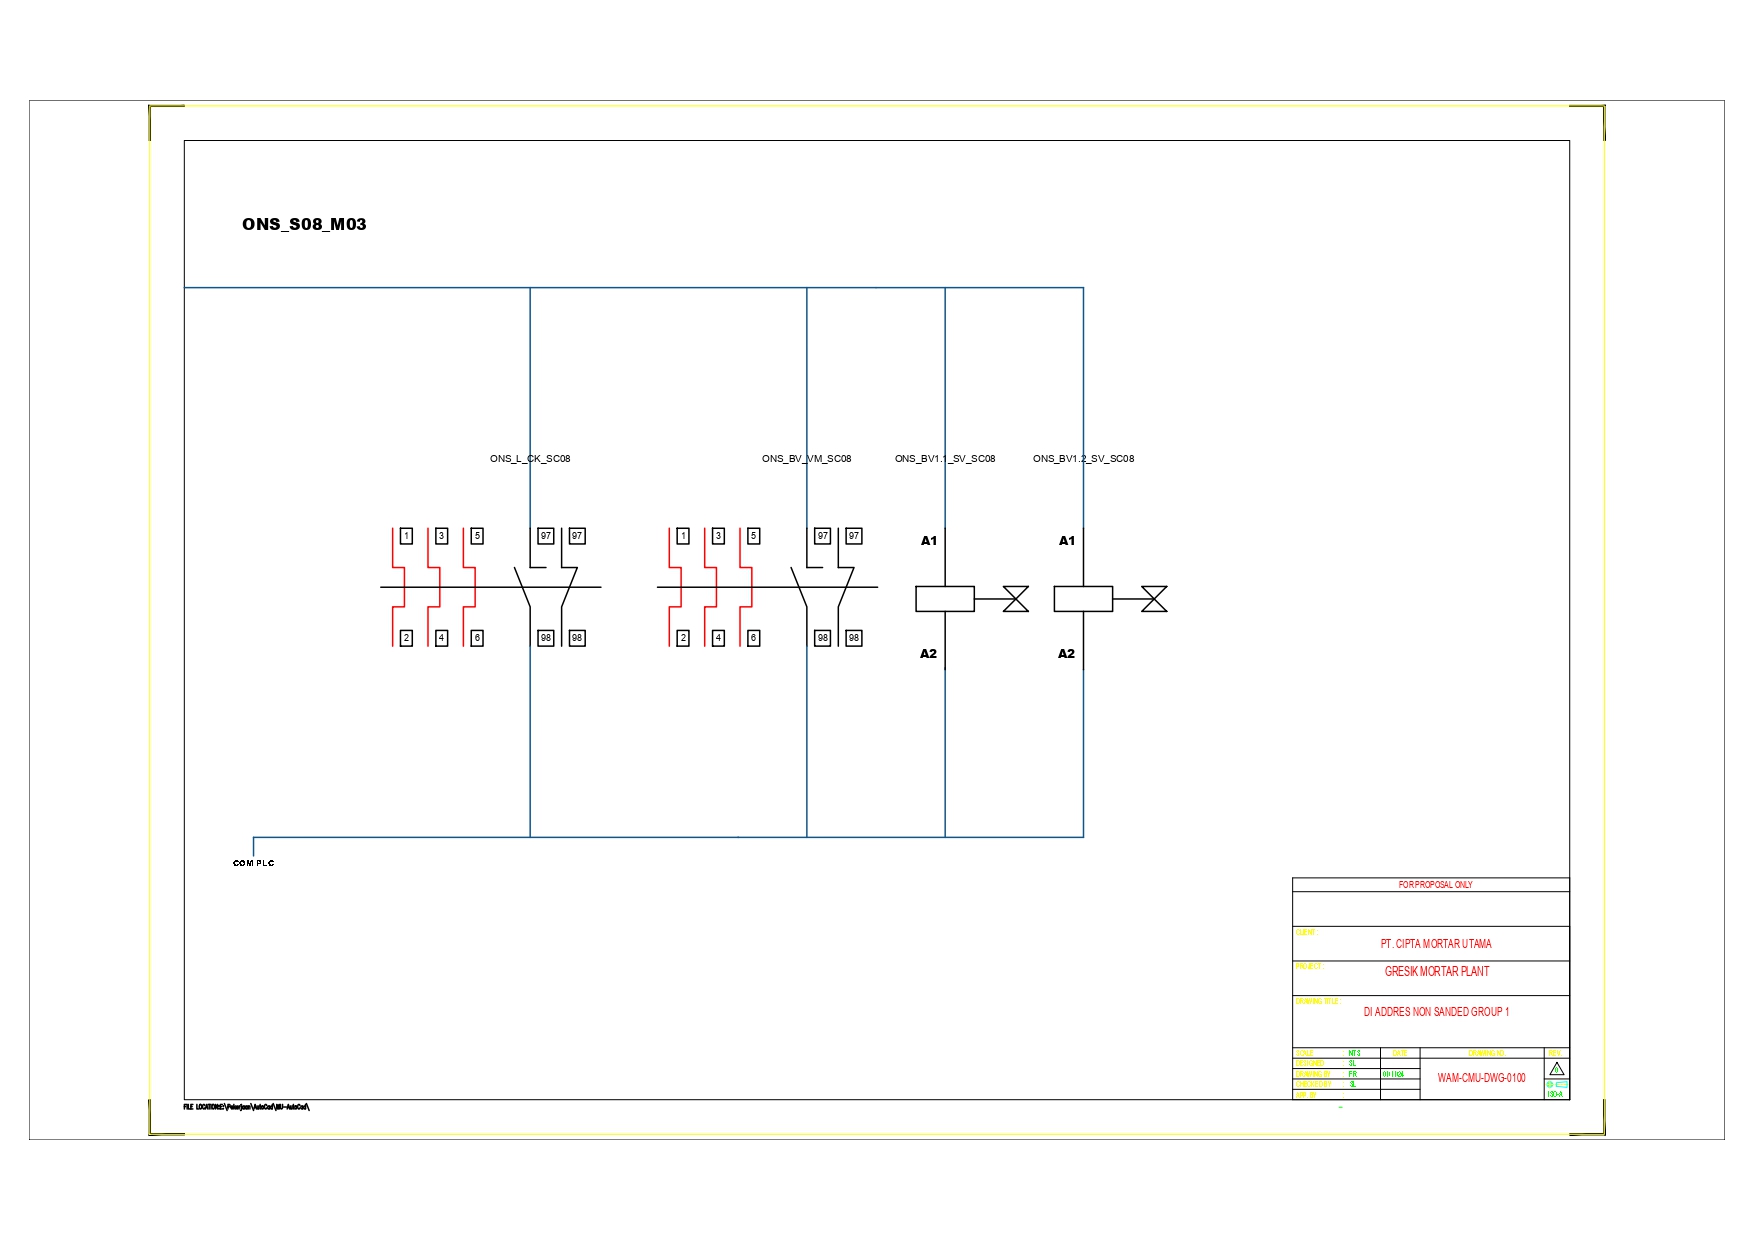 ONS_S08_M03
ONS_L_CK_SC08
ONS_BV_VM_SC08
ONS_BV1.1_SV_SC08
ONS_BV1.2_SV_SC08
1 3 5 97 97
1 3 5 97 97
A1 A1
2 4 6 98 98
2 4 6 98 98
A2 A2
COM PLC
FOR PROPOSAL ONLY
CLIENT :
PT. CIPTA MORTAR UTAMA
PROJECT :
GRESIK MORTAR PLANT
DRAWING TITLE :
DI ADDRES NON SANDED GROUP 1
SCALE : NTS DATE DRAWING NO. REV.
DESIGNED : SL
DRAWING BY : FR
CHECKED BY : SL
APP. BY :
WAM-CMU-DWG-0100
ISO-A
FILE LOCATION: